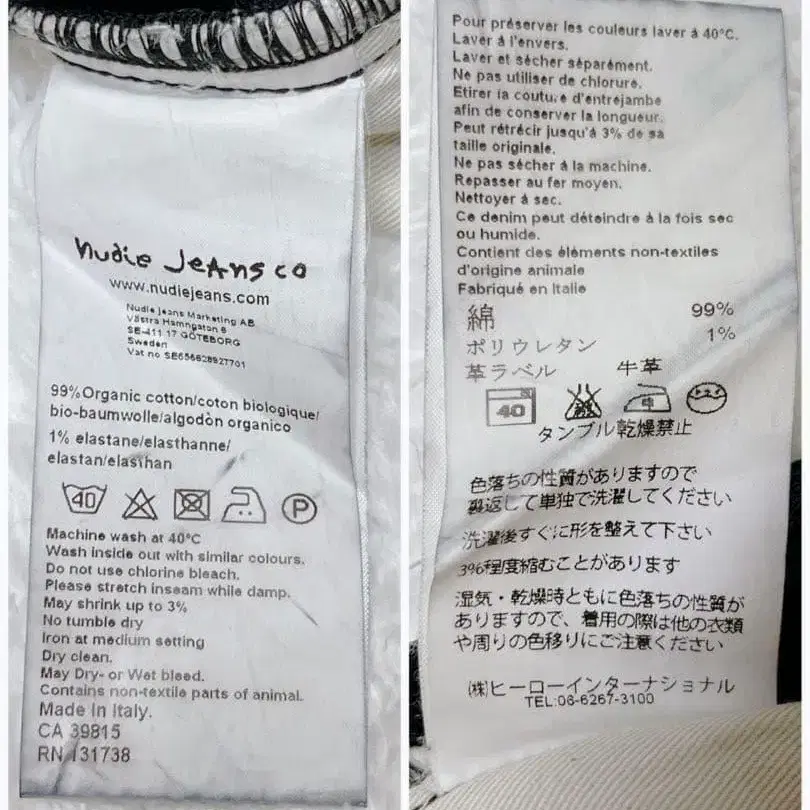 nudie jeans co
www.nudiejeans.com
Nudie Jeans Marketing AB
Västra Hamngatan 6
SE-411 17 GÖTEBORG
Sweden
Vat no SE556628927701
99%Organic cotton/coton biologique/
bio-baumwolle/algodòn organico
1% elastane/elasthanne/
elastan/elasthan
40
P
Machine wash at 40°C
Wash inside out with similar colours.
Do not use chlorine bleach.
Please stretch inseam while damp.
May shrink up to 3%
No tumble dry
Iron at medium setting
Dry clean.
May Dry- or Wet bleed.
Contains non-textile parts of animal.
Made In Italy.
CA 39815
RN 131738
Pour préserver les couleurs laver à 40°C.
Laver à l'envers.
Laver et sécher séparément.
Ne pas utiliser de chlorure.
Etirer la couture d'entrejambe
afin de conserver la longueur.
Peut rétrécir jusqu'à 3% de sa
taille originale.
Ne pas sécher à la machine.
Repasser au fer moyen.
Nettoyer à sec.
Ce denim peut déteindre à la fois sec
ou humide.
Contient des éléments non-textiles
d'origine animale
Fabriqué en Italie
綿 99%
ポリウレタン 1%
革ラベル 牛革
40 中
タンブル乾燥禁止
色落ちの性質がありますので
裏返して単独で洗濯してください
洗濯後すぐに形を整えて下さい
3%程度縮むことがあります
湿気・乾燥時ともに色落ちの性質が
ありますので、着用の際は他の衣類
や周りの色移りにご注意ください
㈱ヒーローインターナショナル
TEL:06-6267-3100